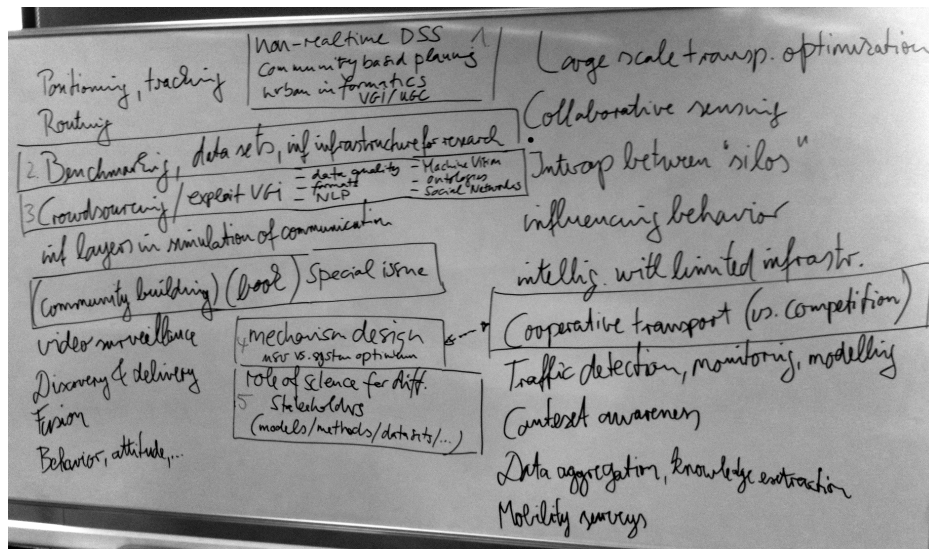 Positioning, tracking
Routing
non-realtime DSS 1.
community based planning
urban informatics
VGI/UGC
2. Benchmarking, data sets, inf infrastructure for research
3 Crowdsourcing / exploit VGI
- data quality
- formats
- NLP
- Machine Vision
- ontologies
- Social Networks
inf layers in simulation of communication
(community building) (book) special issue
video surveillance
Discovery & delivery
Fusion
Behavior, attitude,...
4 mechanism design
user vs. system optimum
5 role of science for diff.
Stakeholders
(models/methods/datasets/...)
Large scale transp. optimization
Collaborative sensing
Interop between "silos"
influencing behavior
intellig. with limited infrastr.
Cooperative transport (vs. competition)
Traffic detection, monitoring, modelling
Context awareness
Data aggregation, knowledge extraction
Mobility surveys